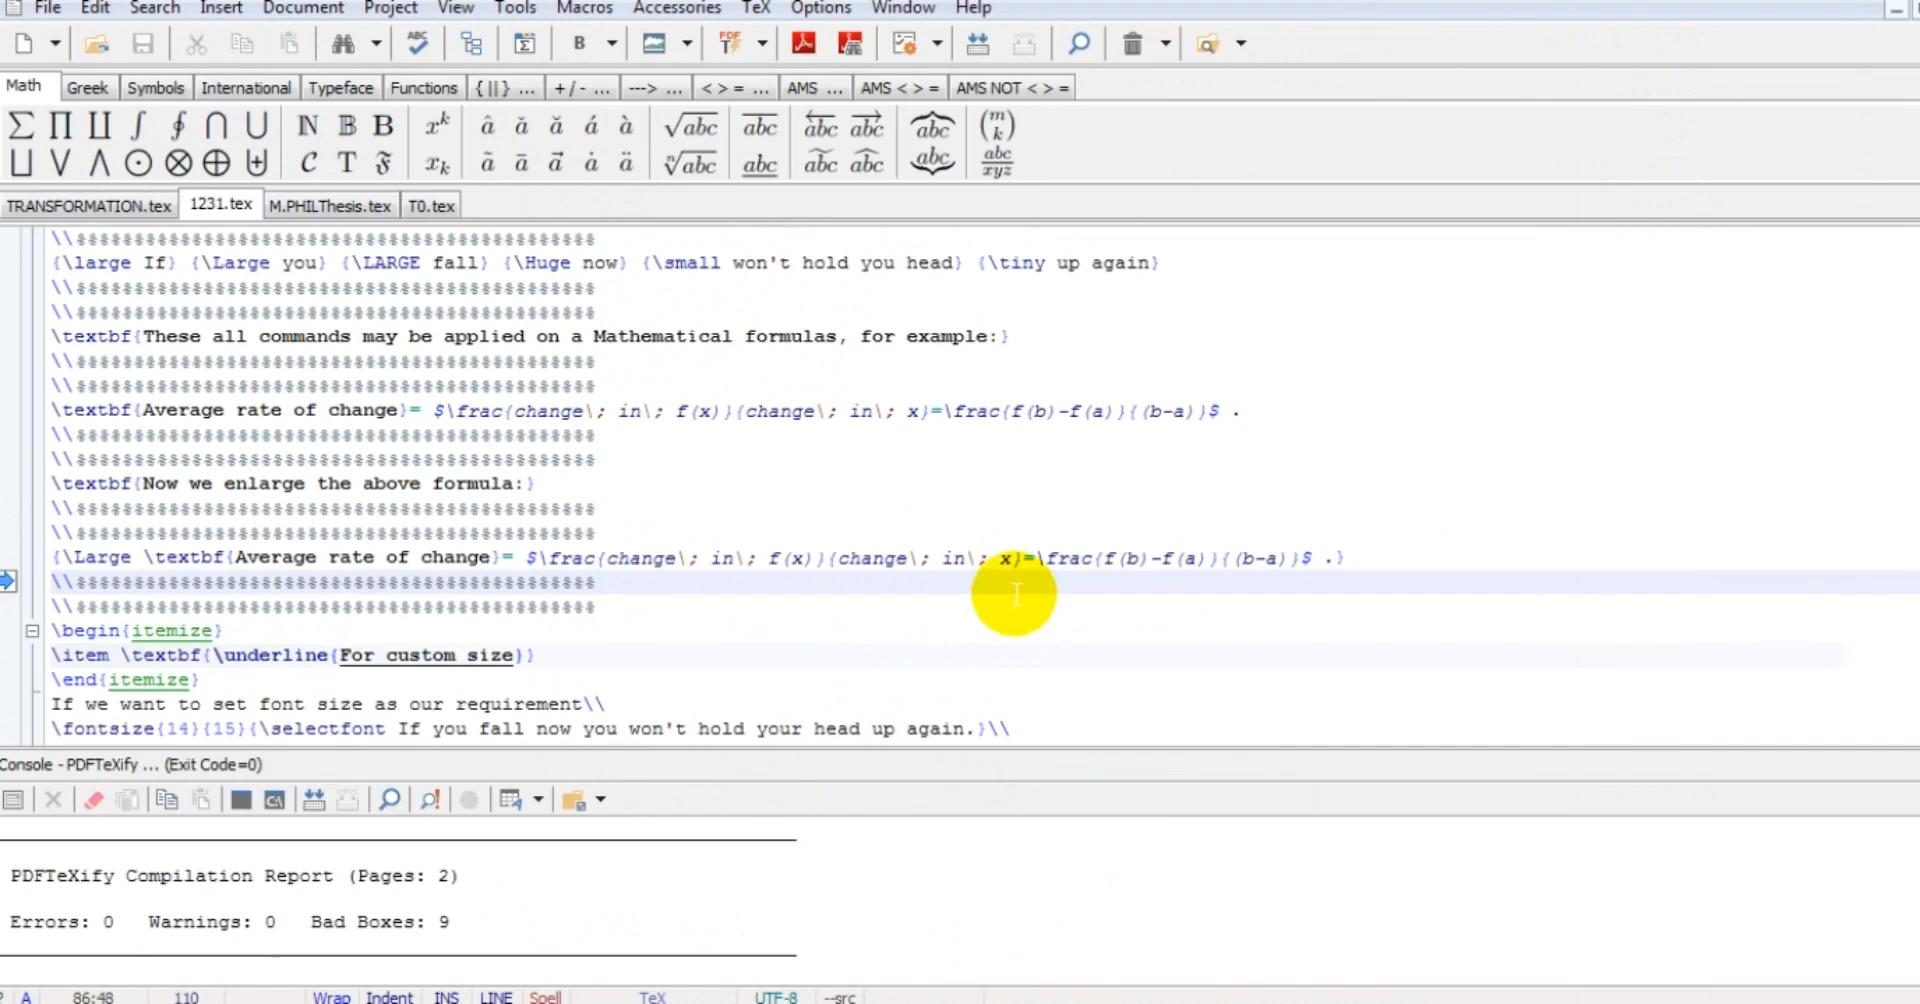 File Edit Search Insert Document Project View Tools Macros Accessories TeX Options Window Help
Math Greek Symbols International Typeface Functions { || } ... + / - ... ---> ... < > = ... AMS ... AMS < > = AMS NOT < > =
TRANSFORMATION.tex 1231.tex M.PHILThesis.tex T0.tex
\\%%%%%%%%%%%%%%%%%%%%%%%%%%%%%%%%%%%%%%%%%%%%%
{\large If} {\Large you} {\LARGE fall} {\Huge now} {\small won't hold you head} {\tiny up again}
\\%%%%%%%%%%%%%%%%%%%%%%%%%%%%%%%%%%%%%%%%%%%%%
\\%%%%%%%%%%%%%%%%%%%%%%%%%%%%%%%%%%%%%%%%%%%%%
\textbf{These all commands may be applied on a Mathematical formulas, for example:}
\\%%%%%%%%%%%%%%%%%%%%%%%%%%%%%%%%%%%%%%%%%%%%%
\\%%%%%%%%%%%%%%%%%%%%%%%%%%%%%%%%%%%%%%%%%%%%%
\textbf{Average rate of change}= $\frac{change\; in\; f(x)}{change\; in\; x}=\frac{f(b)-f(a)}{(b-a)}$ .
\\%%%%%%%%%%%%%%%%%%%%%%%%%%%%%%%%%%%%%%%%%%%%%
\\%%%%%%%%%%%%%%%%%%%%%%%%%%%%%%%%%%%%%%%%%%%%%
\textbf{Now we enlarge the above formula:}
\\%%%%%%%%%%%%%%%%%%%%%%%%%%%%%%%%%%%%%%%%%%%%%
\\%%%%%%%%%%%%%%%%%%%%%%%%%%%%%%%%%%%%%%%%%%%%%
{\Large \textbf{Average rate of change}= $\frac{change\; in\; f(x)}{change\; in\; x}=\frac{f(b)-f(a)}{(b-a)}$ .}
\\%%%%%%%%%%%%%%%%%%%%%%%%%%%%%%%%%%%%%%%%%%%%%
\\%%%%%%%%%%%%%%%%%%%%%%%%%%%%%%%%%%%%%%%%%%%%%
\begin{itemize}
\item \textbf{\underline{For custom size}}
\end{itemize}
If we want to set font size as our requirement\\
\fontsize{14}{15}{\selectfont If you fall now you won't hold your head up again.}\\
Console - PDFTeXify ... (Exit Code=0)
PDFTeXify Compilation Report (Pages: 2)
Errors: 0 Warnings: 0 Bad Boxes: 9
A 86:48 110 Wrap Indent INS LINE Spell TeX UTF-8 --src